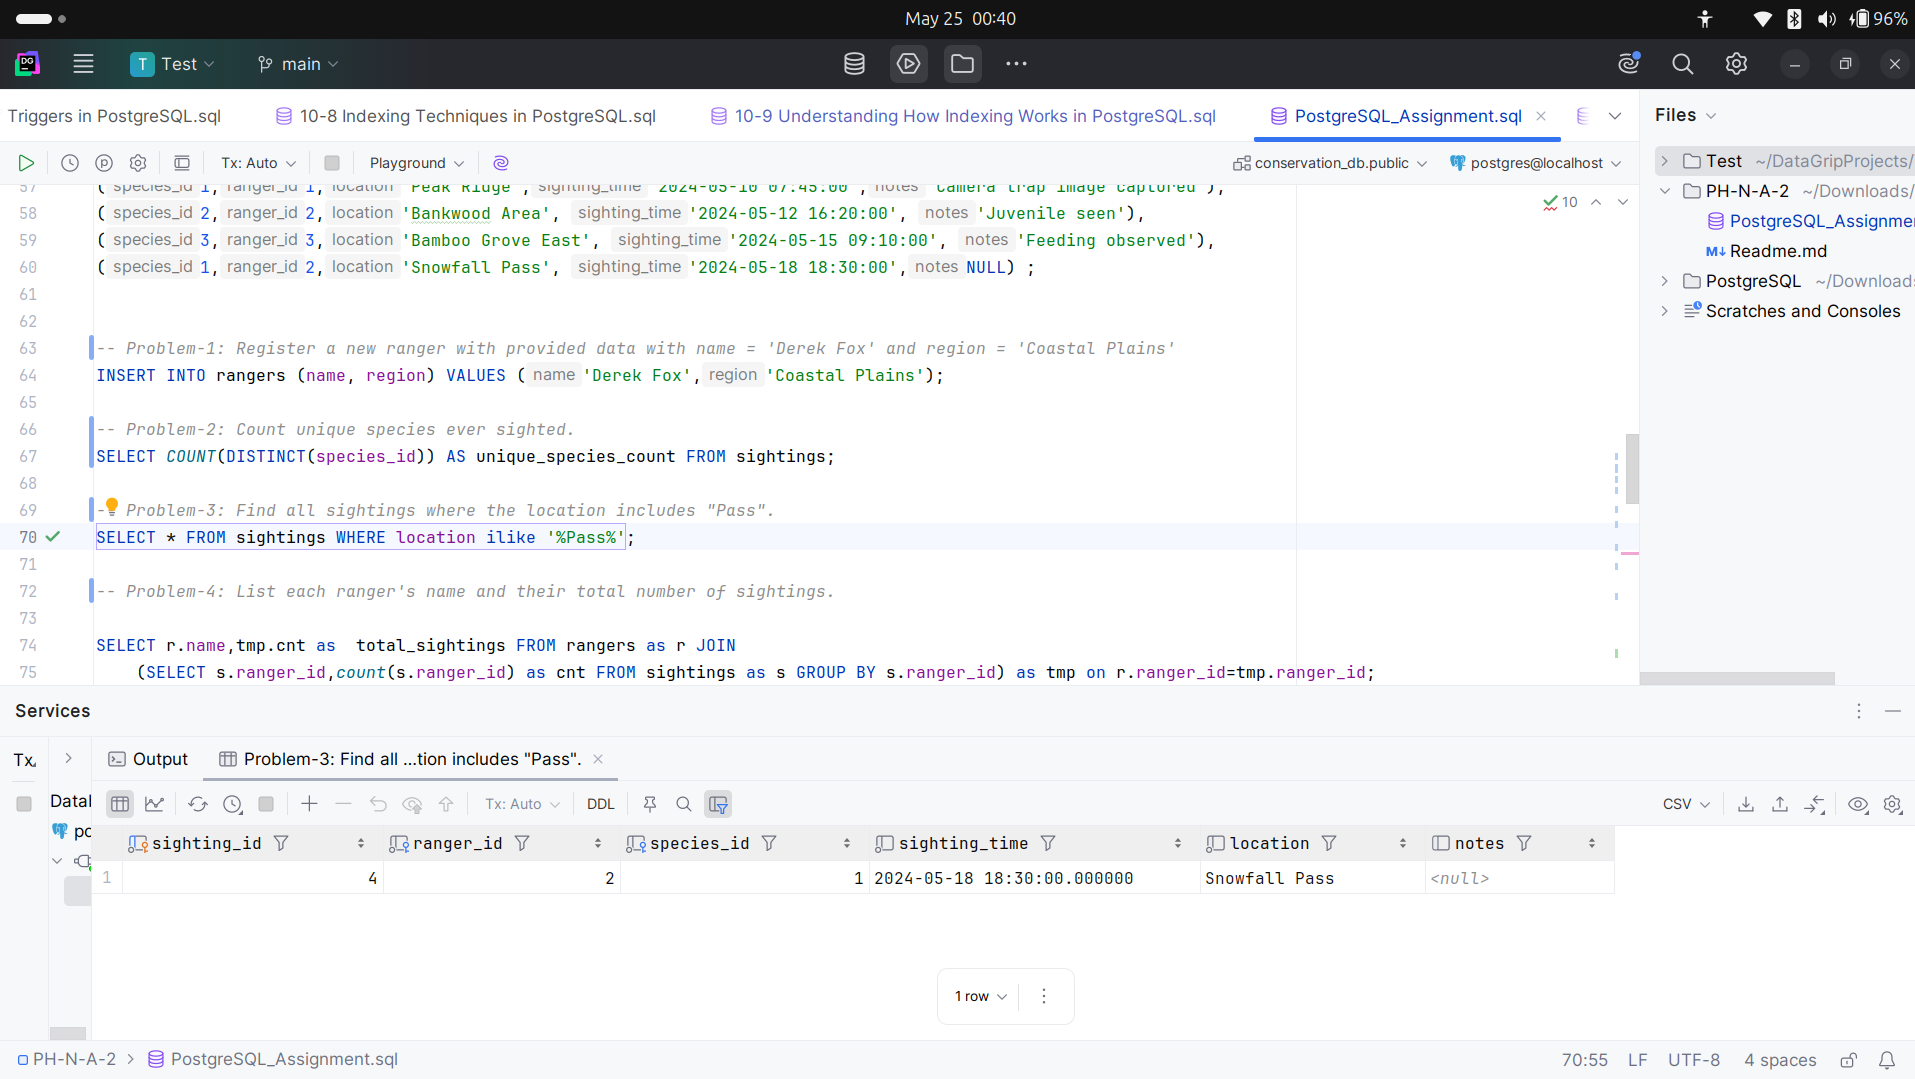 May 25 00:40
96%
DG
T Test
main
Triggers in PostgreSQL.sql
10-8 Indexing Techniques in PostgreSQL.sql
10-9 Understanding How Indexing Works in PostgreSQL.sql
PostgreSQL_Assignment.sql
Files
Tx: Auto
Playground
conservation_db.public
postgres@localhost
Test ~/DataGripProjects/
PH-N-A-2 ~/Downloads/
PostgreSQL_Assignme
M↓ Readme.md
PostgreSQL ~/Download
Scratches and Consoles
10
57 ( species_id 1, ranger_id 1, location 'Peak Ridge', sighting_time '2024-05-10 07:45:00', notes 'Camera trap image captured'),
58 ( species_id 2, ranger_id 2, location 'Bankwood Area', sighting_time '2024-05-12 16:20:00', notes 'Juvenile seen'),
59 ( species_id 3, ranger_id 3, location 'Bamboo Grove East', sighting_time '2024-05-15 09:10:00', notes 'Feeding observed'),
60 ( species_id 1, ranger_id 2, location 'Snowfall Pass', sighting_time '2024-05-18 18:30:00', notes NULL) ;
61
62
63 -- Problem-1: Register a new ranger with provided data with name = 'Derek Fox' and region = 'Coastal Plains'
64 INSERT INTO rangers (name, region) VALUES ( name 'Derek Fox', region 'Coastal Plains');
65
66 -- Problem-2: Count unique species ever sighted.
67 SELECT COUNT(DISTINCT(species_id)) AS unique_species_count FROM sightings;
68
69 - Problem-3: Find all sightings where the location includes "Pass".
70 SELECT * FROM sightings WHERE location ilike '%Pass%';
71
72 -- Problem-4: List each ranger's name and their total number of sightings.
73
74 SELECT r.name,tmp.cnt as  total_sightings FROM rangers as r JOIN
75 (SELECT s.ranger_id,count(s.ranger_id) as cnt FROM sightings as s GROUP BY s.ranger_id) as tmp on r.ranger_id=tmp.ranger_id;
Services
Tx
Output
Problem-3: Find all ...tion includes "Pass".
Datal
po
Tx: Auto
DDL
CSV
sighting_id ranger_id species_id sighting_time location notes
1 4 2 1 2024-05-18 18:30:00.000000 Snowfall Pass <null>
1 row
PH-N-A-2 > PostgreSQL_Assignment.sql
70:55 LF UTF-8 4 spaces